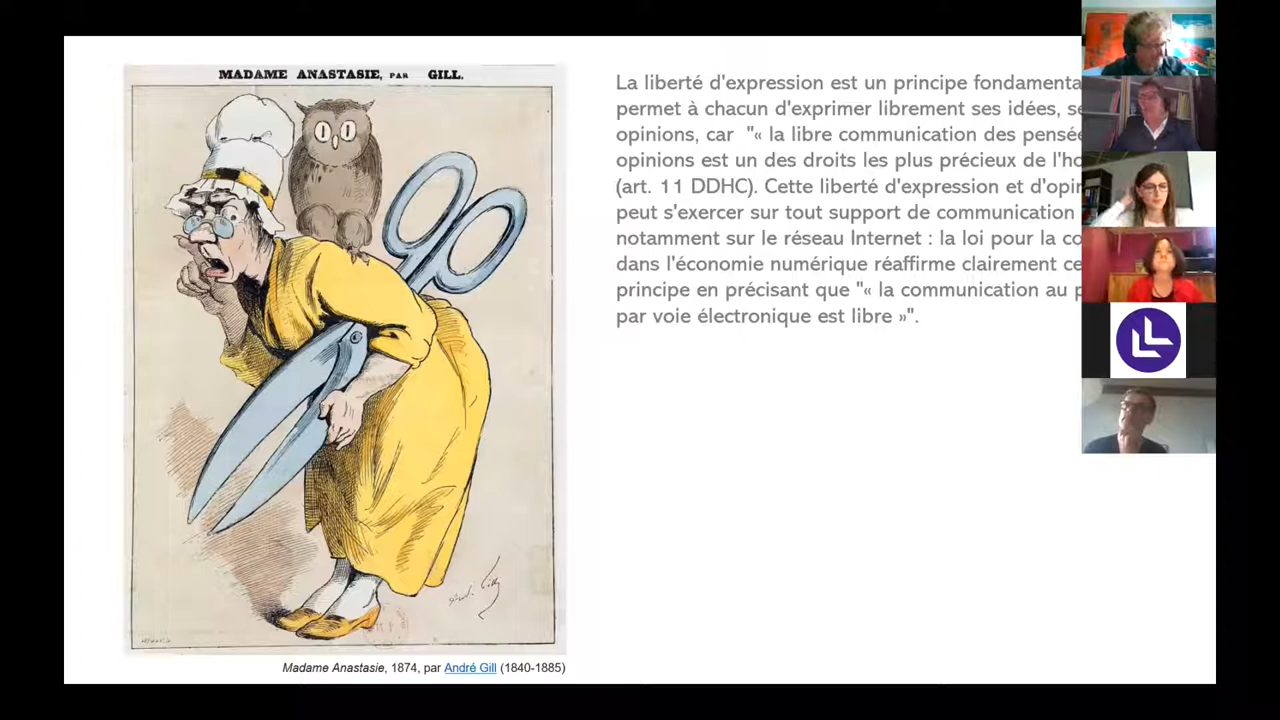 MADAME ANASTASIE, PAR GILL.
La liberté d'expression est un principe fondamenta
permet à chacun d'exprimer librement ses idées, se
opinions, car "« la libre communication des pensée
opinions est un des droits les plus précieux de l'ho
(art. 11 DDHC). Cette liberté d'expression et d'opi
peut s'exercer sur tout support de communication
notamment sur le réseau Internet : la loi pour la co
dans l'économie numérique réaffirme clairement ce
principe en précisant que "« la communication au p
par voie électronique est libre »".
Madame Anastasie, 1874, par André Gill (1840-1885)